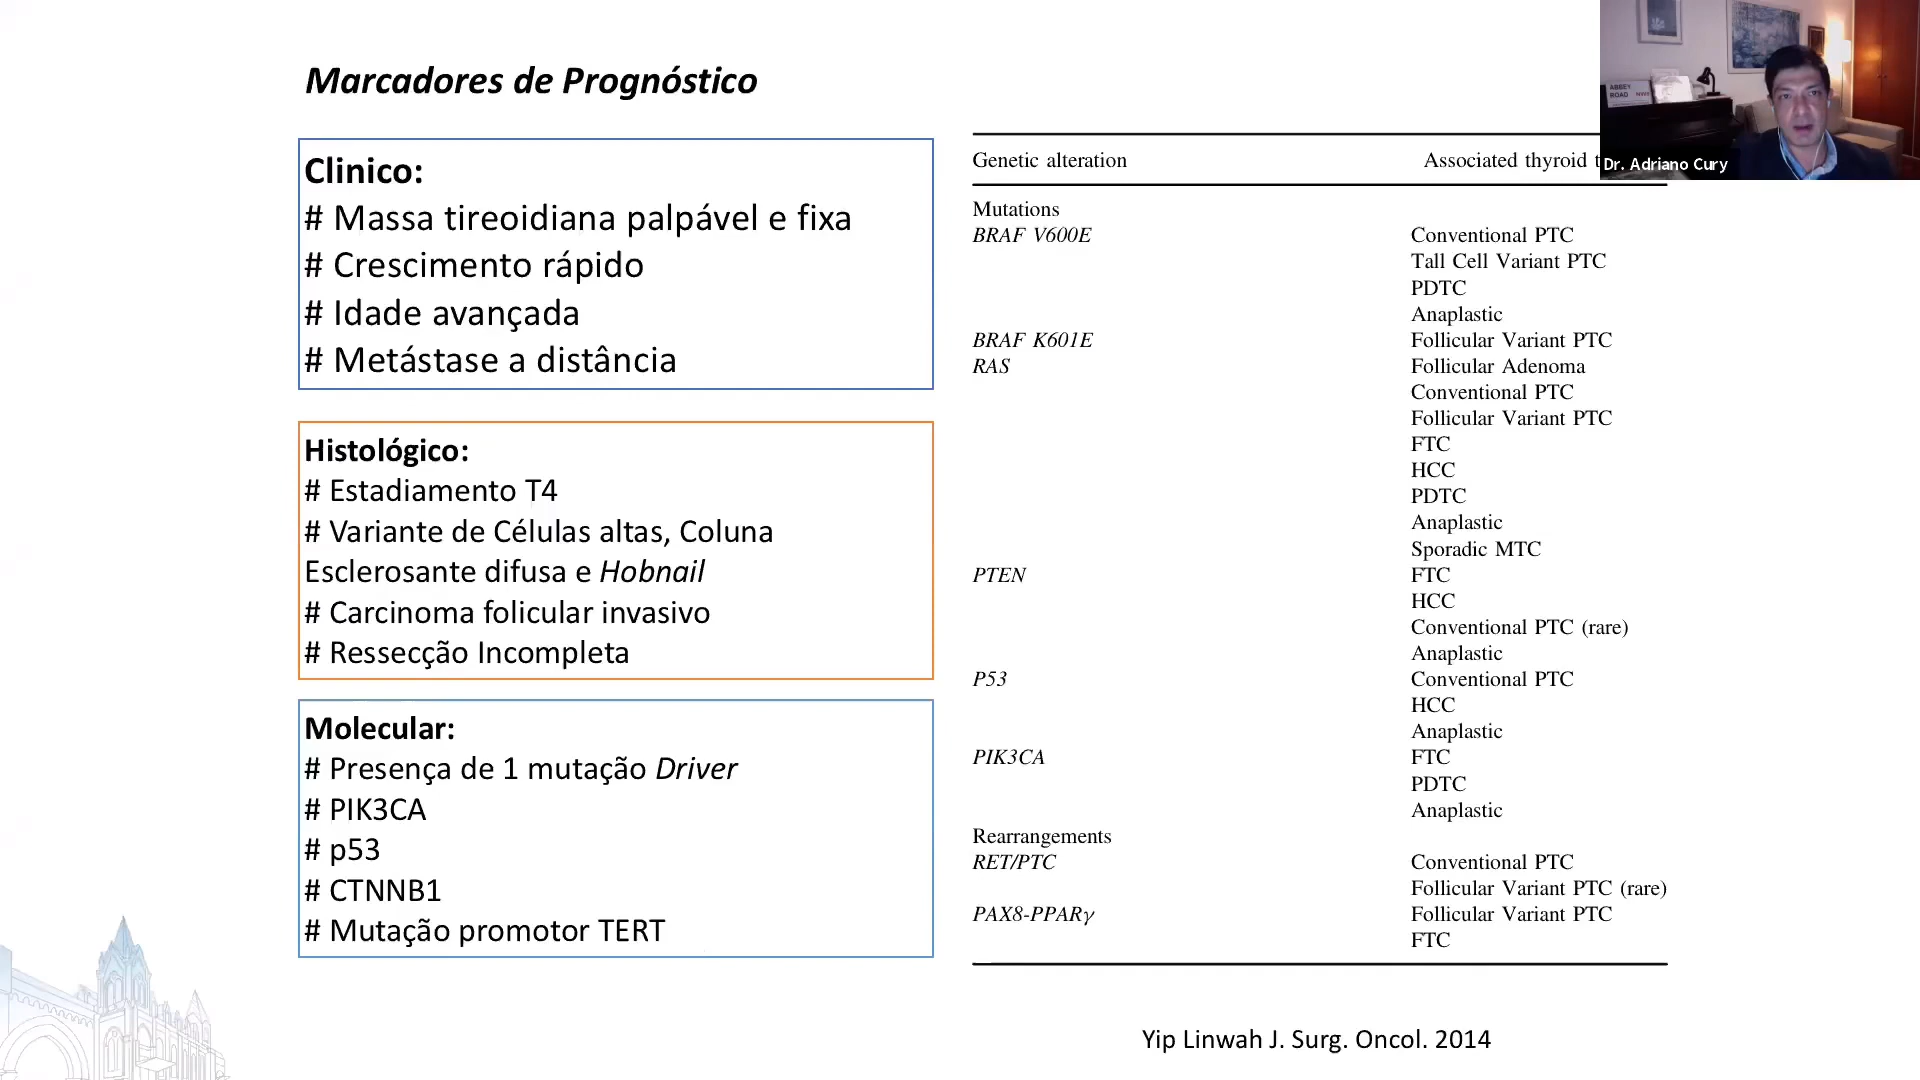 Marcadores de Prognóstico
Clinico:
# Massa tireoidiana palpável e fixa
# Crescimento rápido
# Idade avançada
# Metástase a distância
Histológico:
# Estadiamento T4
# Variante de Células altas, Coluna
Esclerosante difusa e Hobnail
# Carcinoma folicular invasivo
# Ressecção Incompleta
Molecular:
# Presença de 1 mutação Driver
# PIK3CA
# p53
# CTNNB1
# Mutação promotor TERT
Genetic alteration Associated thyroid
Mutations
BRAF V600E Conventional PTC
Tall Cell Variant PTC
PDTC
Anaplastic
BRAF K601E Follicular Variant PTC
RAS Follicular Adenoma
Conventional PTC
Follicular Variant PTC
FTC
HCC
PDTC
Anaplastic
Sporadic MTC
PTEN FTC
HCC
Conventional PTC (rare)
Anaplastic
P53 Conventional PTC
HCC
Anaplastic
PIK3CA FTC
PDTC
Anaplastic
Rearrangements
RET/PTC Conventional PTC
Follicular Variant PTC (rare)
PAX8-PPARγ Follicular Variant PTC
FTC
Yip Linwah J. Surg. Oncol. 2014
ABBEY
ROAD NW8
Dr. Adriano Cury